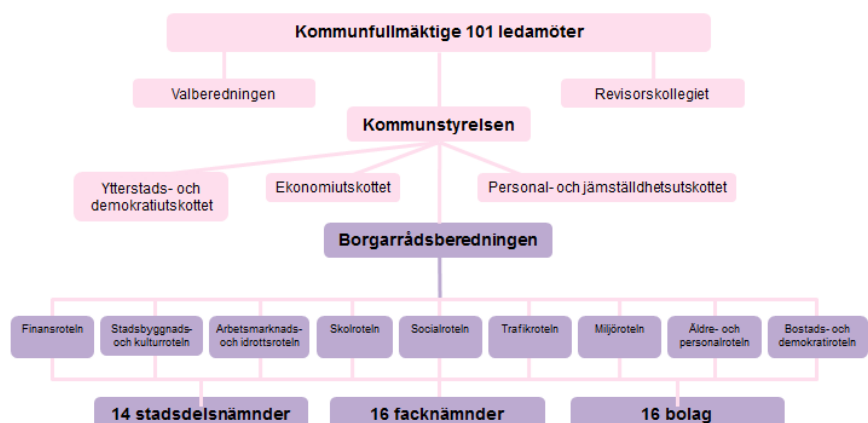 Kommunfullmäktige 101 ledamöter
Valberedningen
Revisorskollegiet
Kommunstyrelsen
Ytterstads- och
demokratiutskottet
Ekonomiutskottet
Personal- och jämställdhetsutskottet
Borgarrådsberedningen
Finansroteln
Stadsbyggnads-
och kulturroteln
Arbetsmarknads-
och idrottsroteln
Skolroteln
Socialroteln
Trafikroteln
Miljöroteln
Äldre- och
personalroteln
Bostads- och
demokratiroteln
14 stadsdelsnämnder
16 facknämnder
16 bolag